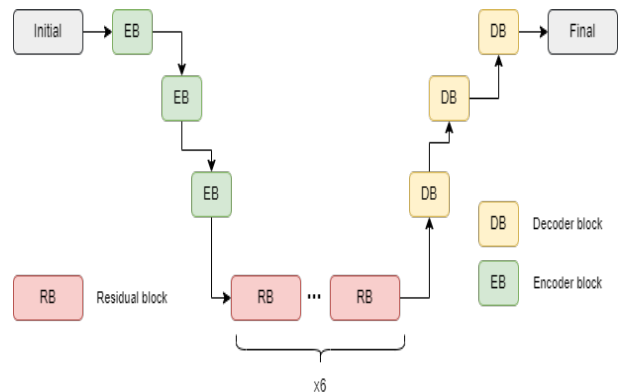 Initial
EB
EB
EB
RB
...
RB
x6
DB
DB
DB
Final
RB
Residual block
DB
Decoder block
EB
Encoder block